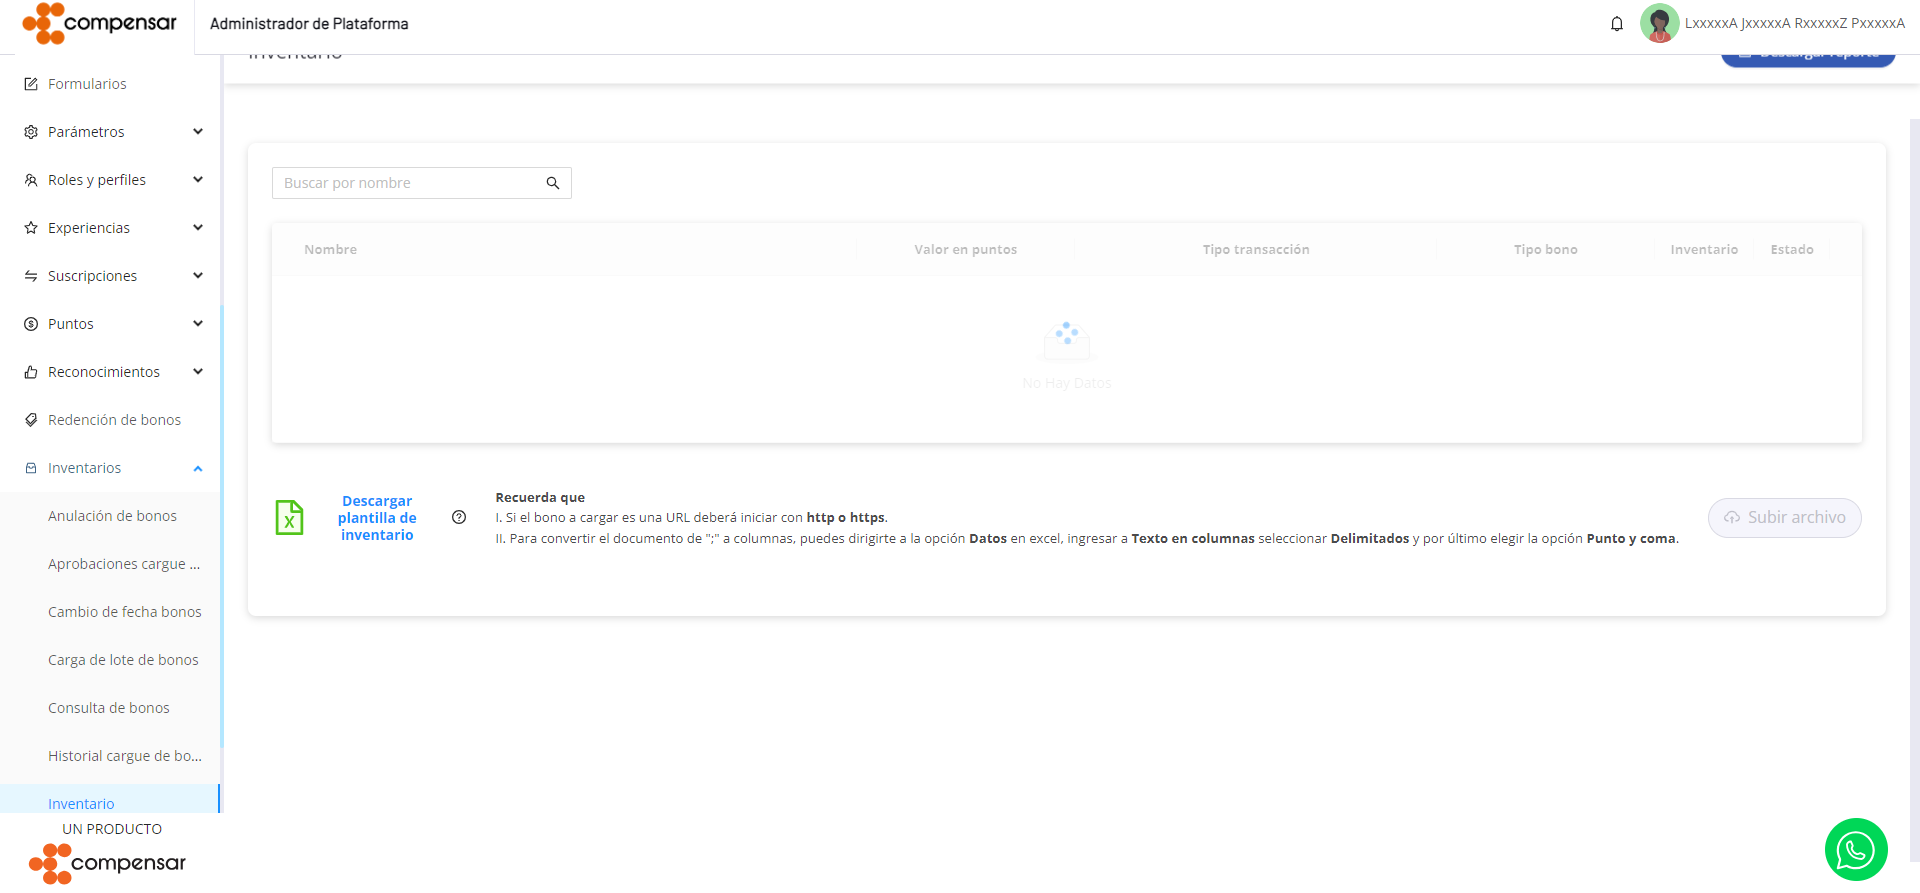 compensar
Administrador de Plataforma
LxxxxxA JxxxxxA RxxxxxZ PxxxxxA
Inventario
Descargar reporte
Formularios
Parámetros
Roles y perfiles
Experiencias
Suscripciones
Puntos
Reconocimientos
Redención de bonos
Inventarios
Anulación de bonos
Aprobaciones cargue ...
Cambio de fecha bonos
Carga de lote de bonos
Consulta de bonos
Historial cargue de bo...
Inventario
UN PRODUCTO
compensar
Buscar por nombre
Nombre Valor en puntos Tipo transacción Tipo bono Inventario Estado
No Hay Datos
Descargar
plantilla de
inventario
Recuerda que
I. Si el bono a cargar es una URL deberá iniciar con http o https.
II. Para convertir el documento de ";" a columnas, puedes dirigirte a la opción Datos en excel, ingresar a Texto en columnas seleccionar Delimitados y por último elegir la opción Punto y coma.
Subir archivo